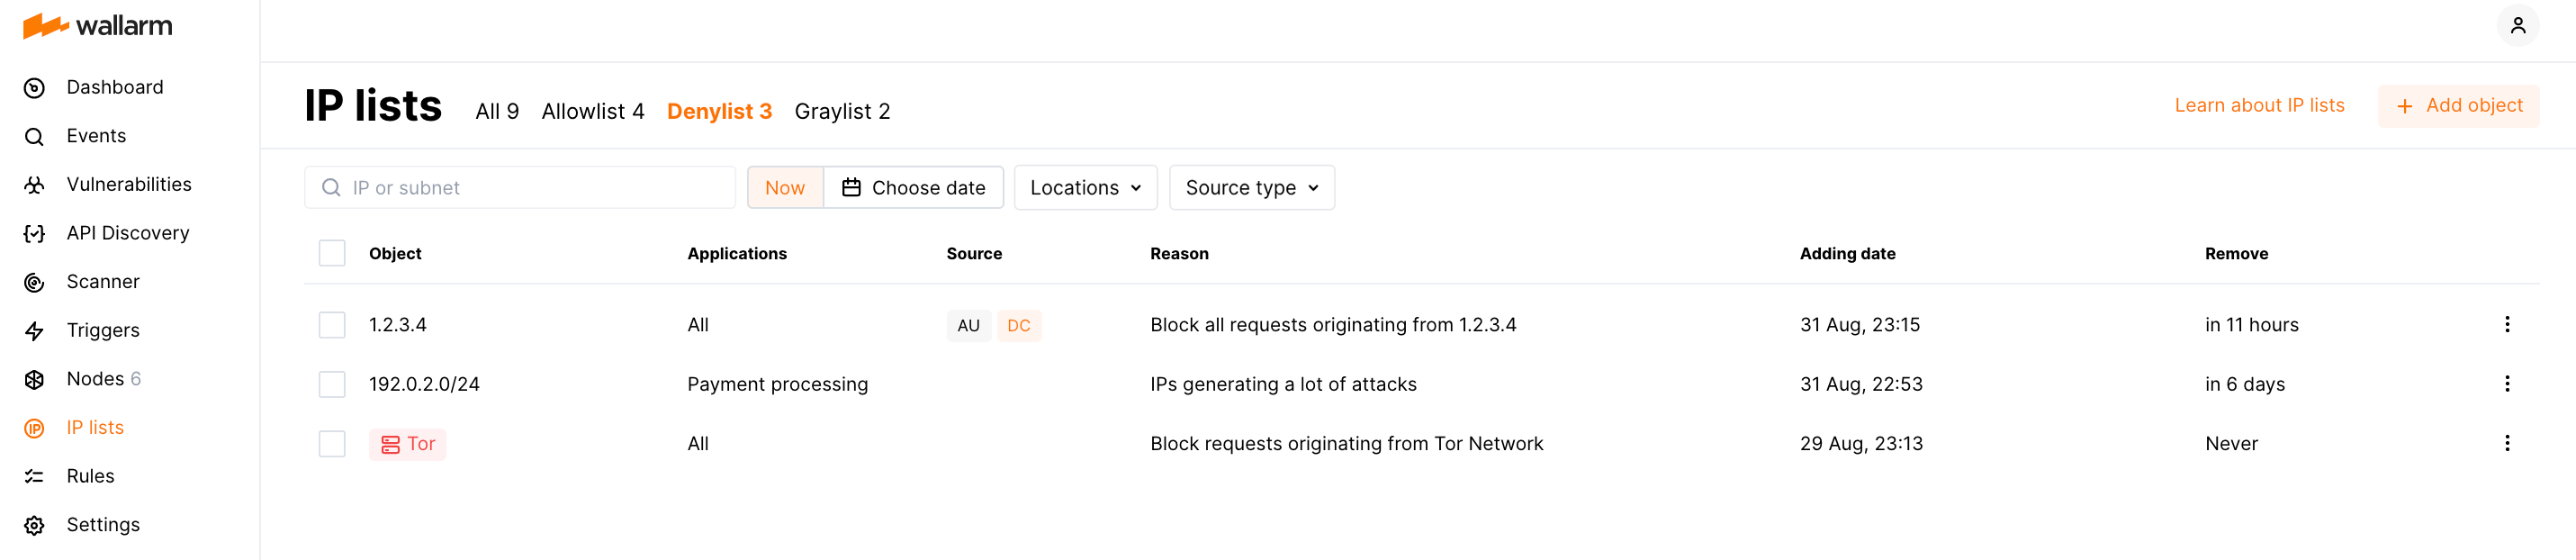 wallarm
Dashboard
Events
Vulnerabilities
API Discovery
Scanner
Triggers
Nodes 6
IP lists
Rules
Settings
IP lists All 9 Allowlist 4 Denylist 3 Graylist 2 Learn about IP lists + Add object
IP or subnet Now Choose date Locations Source type
Object Applications Source Reason Adding date Remove
1.2.3.4 All AU DC Block all requests originating from 1.2.3.4 31 Aug, 23:15 in 11 hours
192.0.2.0/24 Payment processing IPs generating a lot of attacks 31 Aug, 22:53 in 6 days
Tor All Block requests originating from Tor Network 29 Aug, 23:13 Never